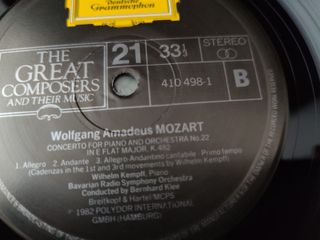 Deutsche
Grammophon
THE
GREAT
COMPOSERS
AND THEIR MUSIC
21 33⅓ STEREO
410 498-1 B
Wolfgang Amadeus MOZART
CONCERTO FOR PIANO AND ORCHESTRA No.22
IN E FLAT MAJOR, K.482
1. Allegro 2. Andante 3. Allegro-Andantino cantabile - Primo tempo
(Cadenzas in the 1st and 3rd movements by Wilhelm Kempff)
Wilhelm Kempff, Piano
Bavarian Radio Symphony Orchestra
Conducted by Bernhard Klee
Breitkopf & Hartel/MCPS
℗ 1982 POLYDOR INTERNATIONAL
GMBH (HAMBURG)